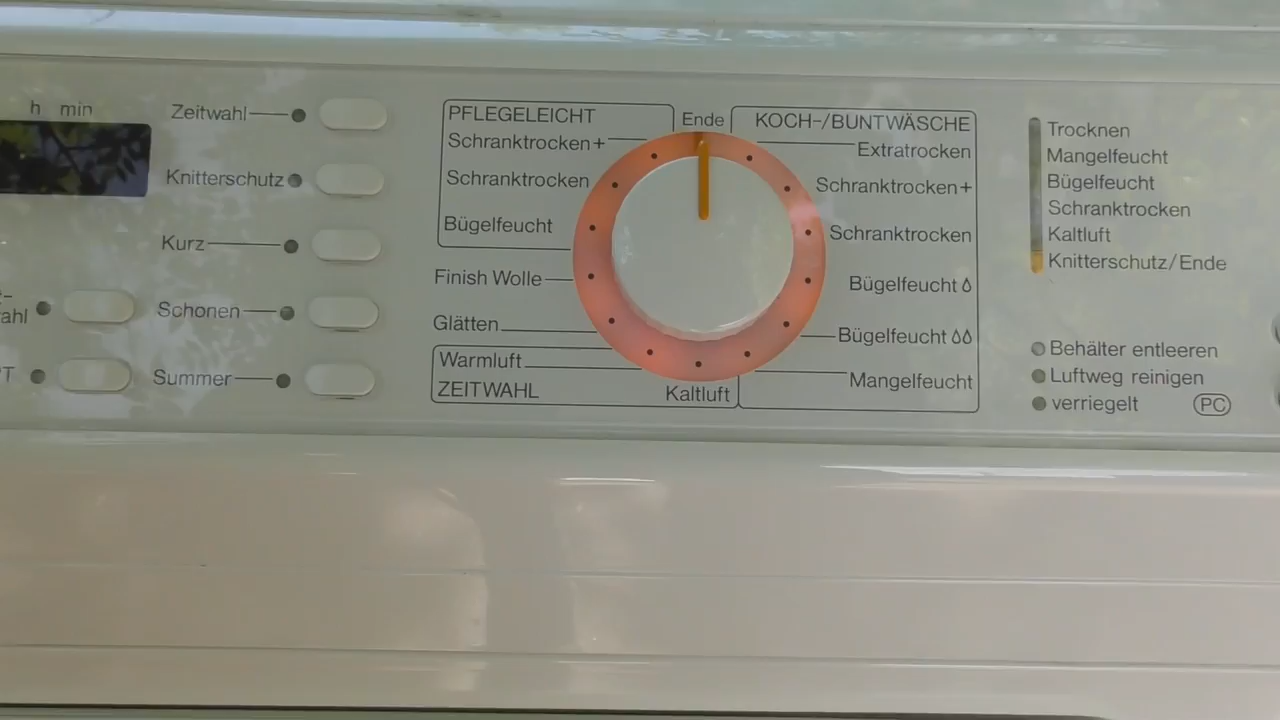 h min
Zeitwahl
Knitterschutz
Kurz
Schonen
Summer
PFLEGELEICHT
Schranktrocken+
Schranktrocken
Bügelfeucht
Finish Wolle
Glätten
Warmluft
ZEITWAHL
Ende
Kaltluft
KOCH-/BUNTWÄSCHE
Extratrocken
Schranktrocken+
Schranktrocken
Bügelfeucht
Bügelfeucht
Mangelfeucht
Trocknen
Mangelfeucht
Bügelfeucht
Schranktrocken
Kaltluft
Knitterschutz/Ende
Behälter entleeren
Luftweg reinigen
verriegelt PC